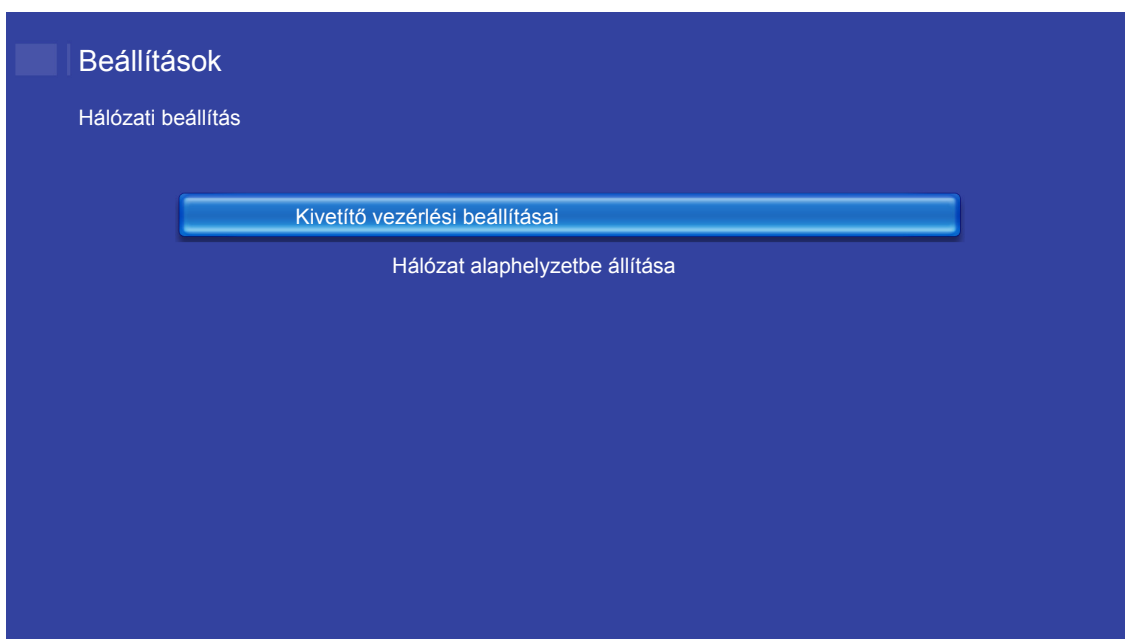 Beállítások
Hálózati beállítás
Kivetítő vezérlési beállításai
Hálózat alaphelyzetbe állítása